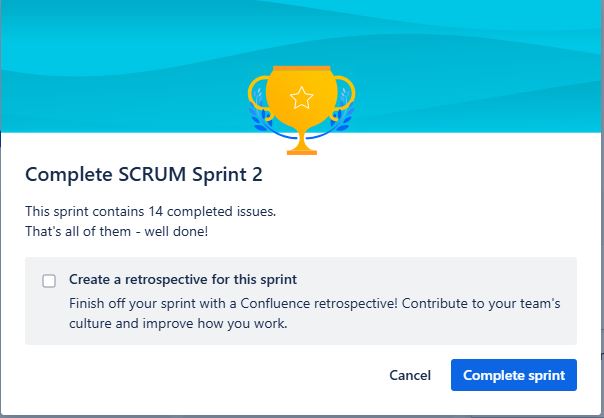 Complete SCRUM Sprint 2
This sprint contains 14 completed issues.
That's all of them - well done!
Create a retrospective for this sprint
Finish off your sprint with a Confluence retrospective! Contribute to your team's
culture and improve how you work.
Cancel
Complete sprint